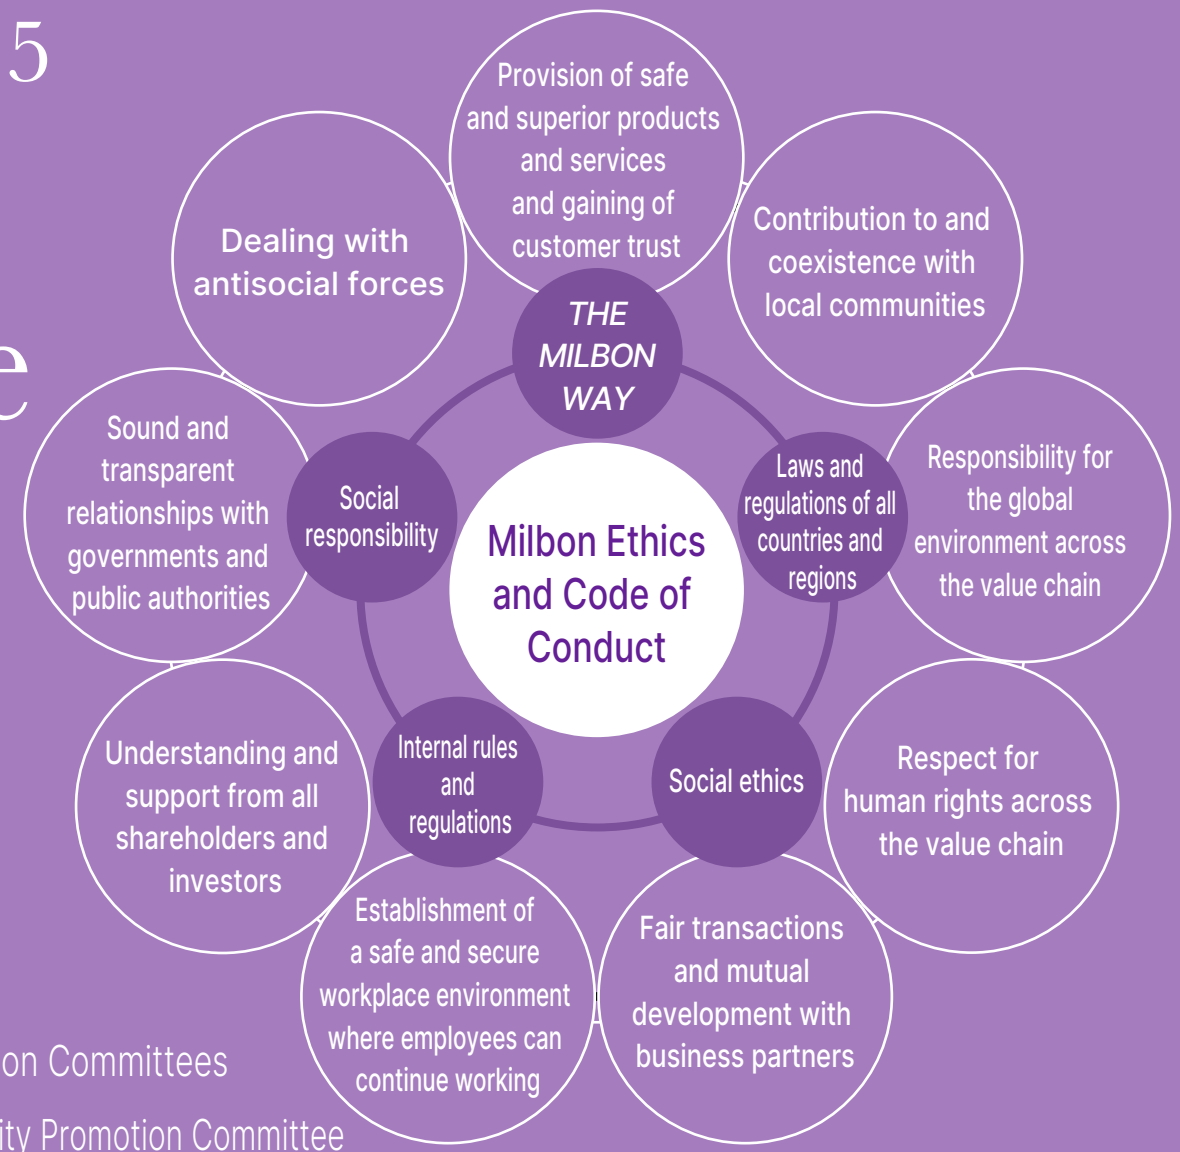 5
Provision of safe
and superior products
and services
and gaining of
customer trust
Dealing with
antisocial forces
Contribution to and
coexistence with
local communities
THE
MILBON
WAY
e
Sound and
transparent
relationships with
governments and
public authorities
Social
responsibility
Laws and
regulations of all
countries and
regions
Responsibility for
the global
environment across
the value chain
Milbon Ethics
and Code of
Conduct
Understanding and
support from all
shareholders and
investors
Internal rules
and
regulations
Social ethics
Respect for
human rights across
the value chain
Establishment of
a safe and secure
workplace environment
where employees can
continue working
Fair transactions
and mutual
development with
business partners
on Committees
ity Promotion Committee